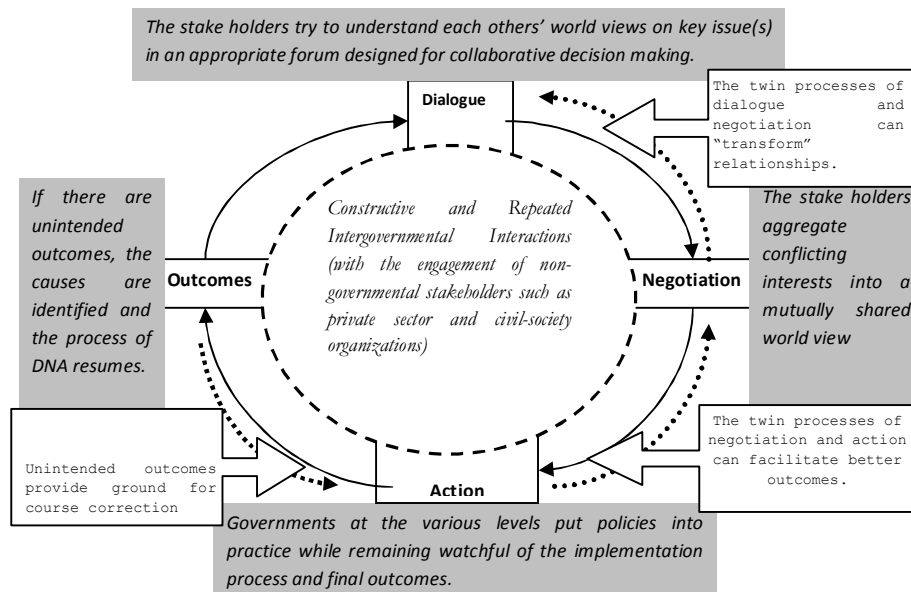 The stake holders try to understand each others' world views on key issue(s)
in an appropriate forum designed for collaborative decision making.
Dialogue
The twin processes of
dialogue and
negotiation can
"transform"
relationships.
If there are
unintended
outcomes, the
causes are
identified and
the process of
DNA resumes.
Constructive and Repeated
Intergovernmental Interactions
(with the engagement of non-
governmental stakeholders such as
private sector and civil-society
organizations)
The stake holders
aggregate
conflicting
interests into a
mutually shared
world view
Outcomes
Negotiation
Unintended outcomes
provide ground for
course correction
The twin processes of
negotiation and action
can facilitate better
outcomes.
Action
Governments at the various levels put policies into
practice while remaining watchful of the implementation
process and final outcomes.